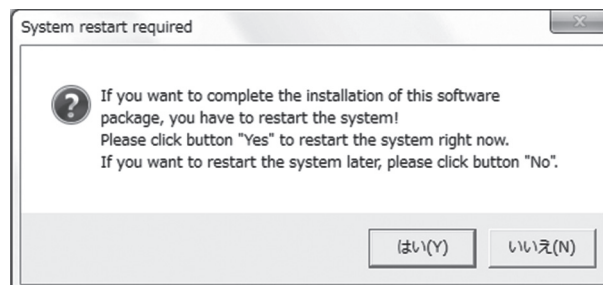 System restart required
If you want to complete the installation of this software
package, you have to restart the system!
Please click button "Yes" to restart the system right now.
If you want to restart the system later, please click button "No".
はい(Y) いいえ(N)